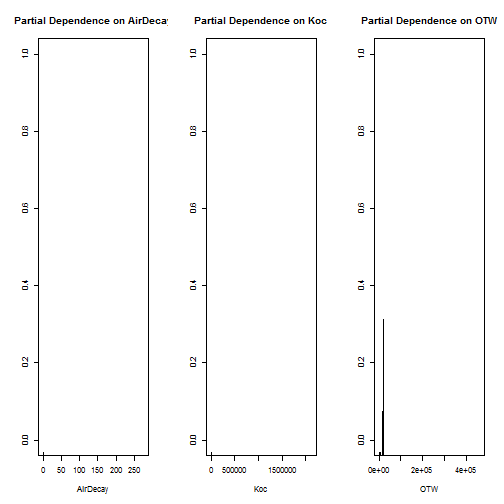 Partial Dependence on AirDecay
0.0 0.2 0.4 0.6 0.8 1.0
0 50 100 150 200 250
AirDecay
Partial Dependence on Koc
0.0 0.2 0.4 0.6 0.8 1.0
0 500000 1500000
Koc
Partial Dependence on OTW
0.0 0.2 0.4 0.6 0.8 1.0
0e+00 2e+05 4e+05
OTW